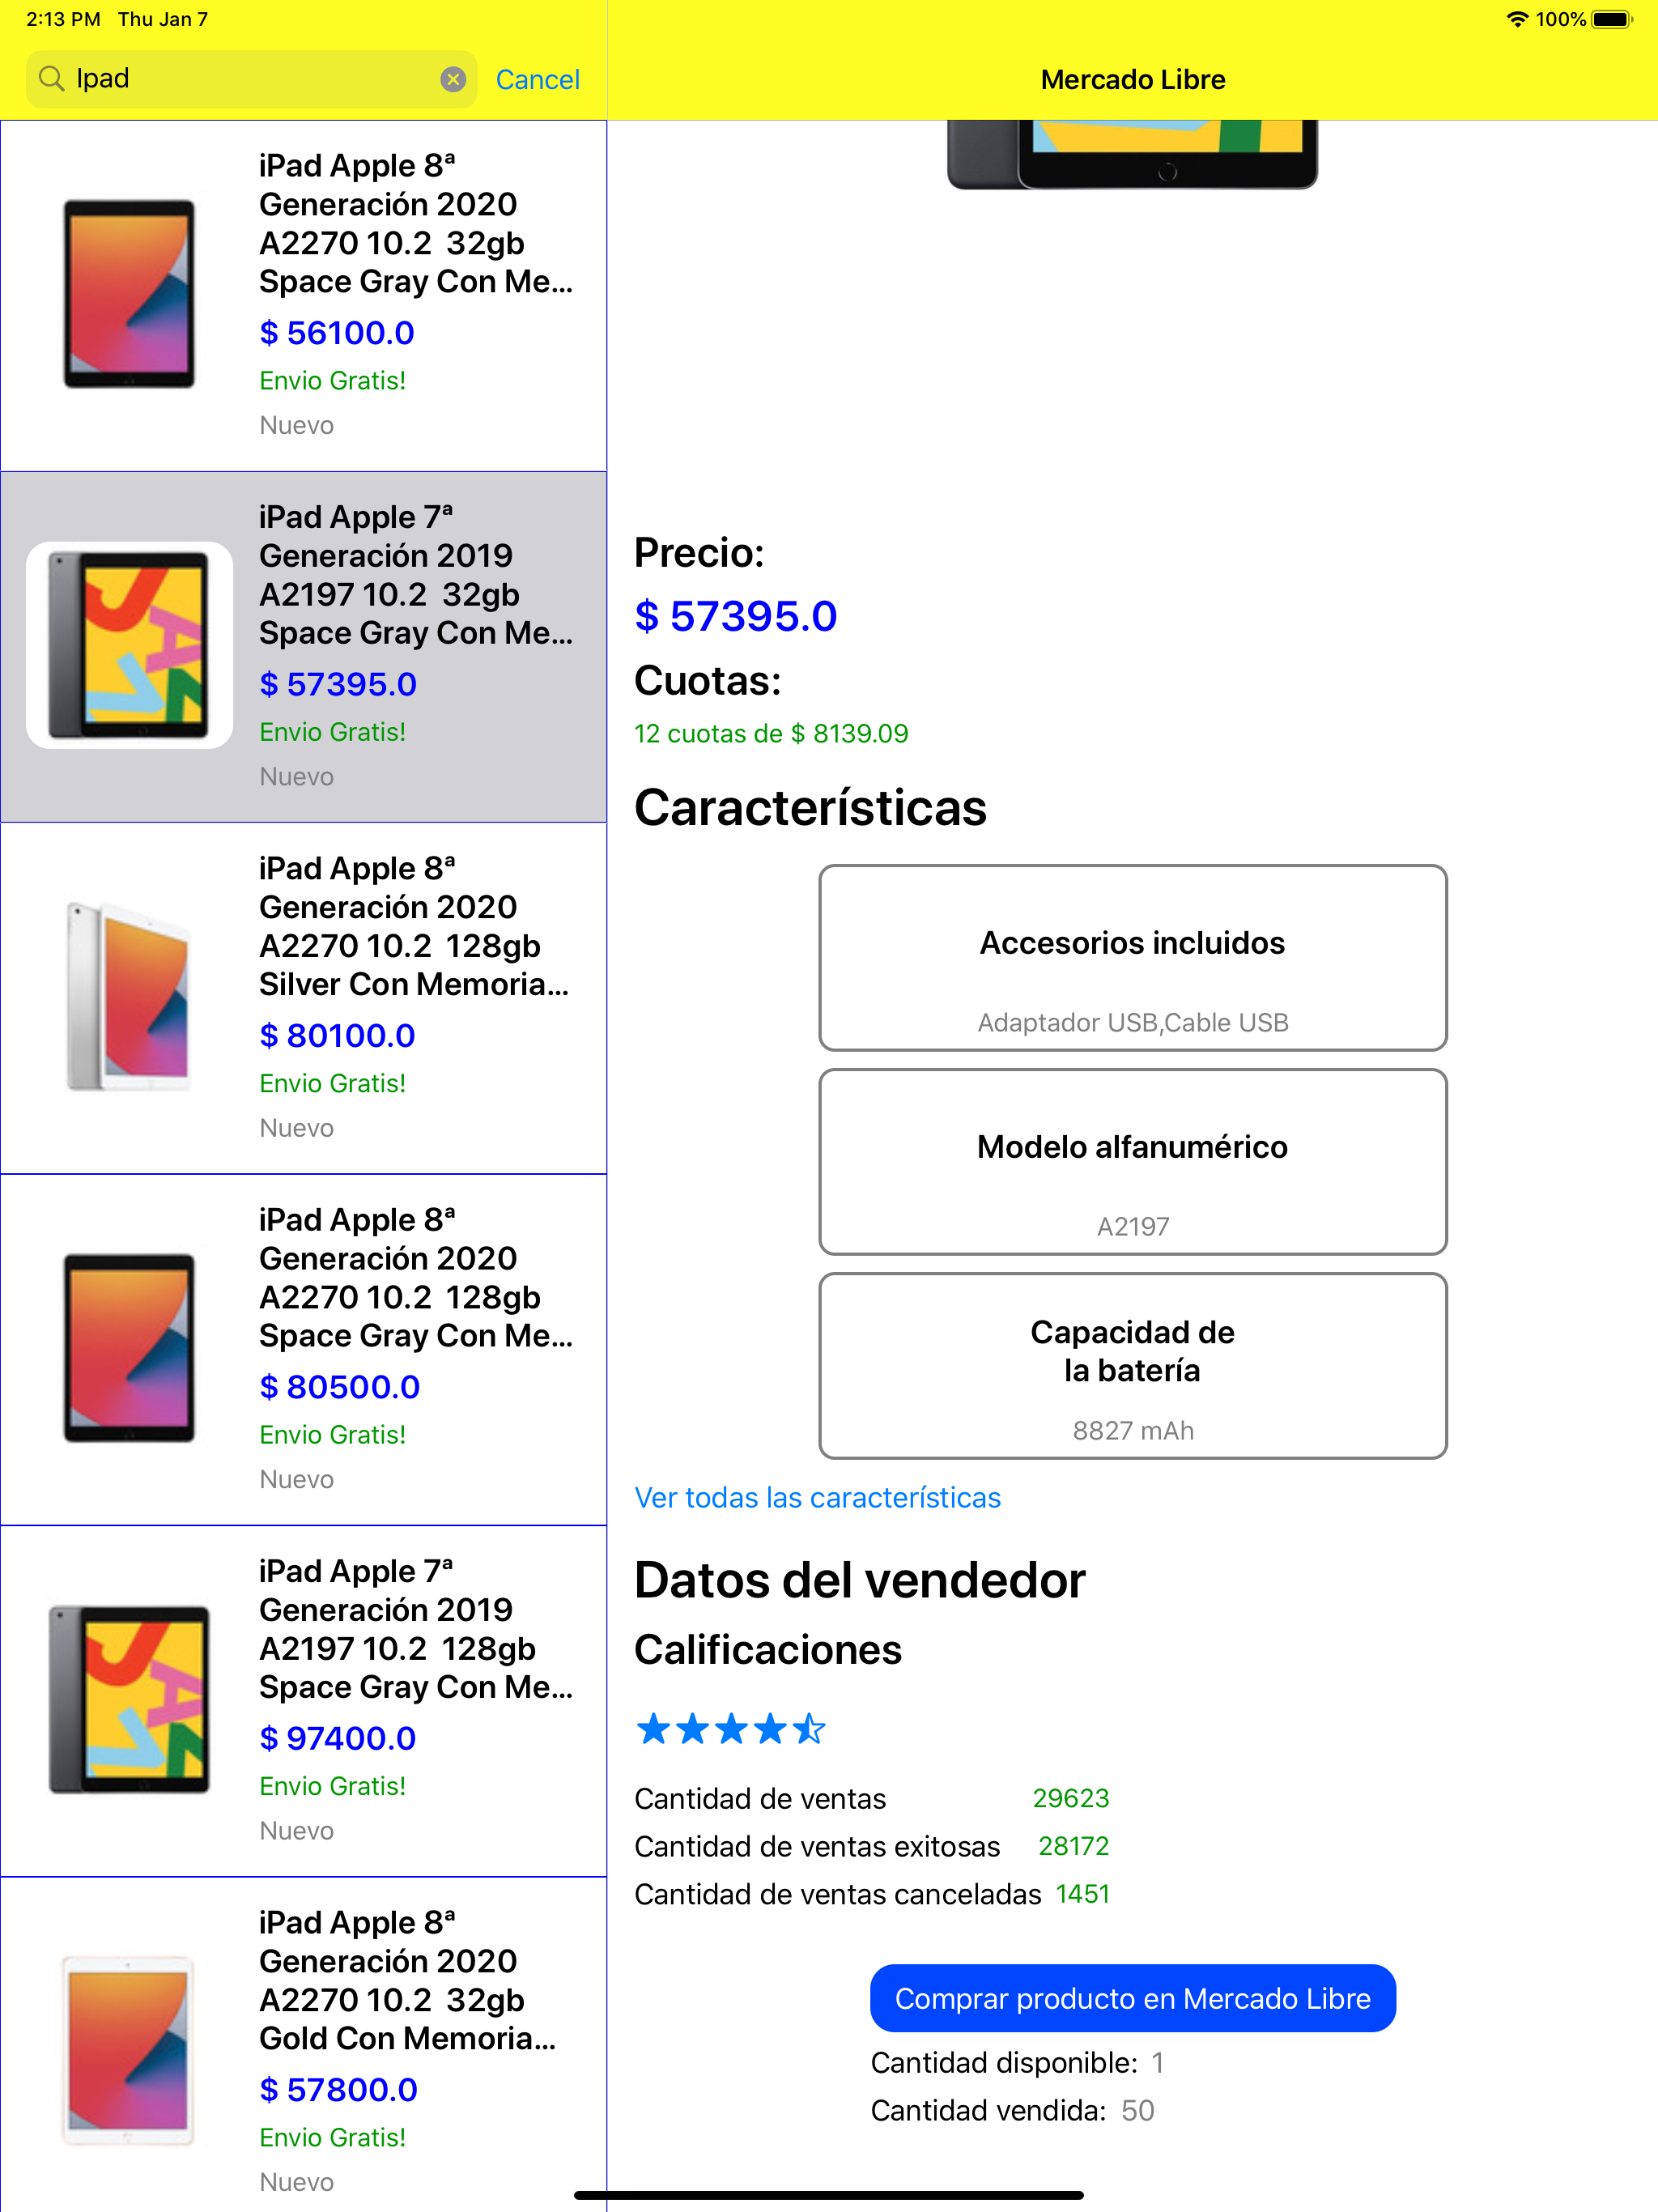 2:13 PM Thu Jan 7
100%
Ipad
Cancel
Mercado Libre
iPad Apple 8ª
Generación 2020
A2270 10.2 32gb
Space Gray Con Me...
$ 56100.0
Envio Gratis!
Nuevo
iPad Apple 7ª
Generación 2019
A2197 10.2 32gb
Space Gray Con Me...
$ 57395.0
Envio Gratis!
Nuevo
iPad Apple 8ª
Generación 2020
A2270 10.2 128gb
Silver Con Memoria...
$ 80100.0
Envio Gratis!
Nuevo
iPad Apple 8ª
Generación 2020
A2270 10.2 128gb
Space Gray Con Me...
$ 80500.0
Envio Gratis!
Nuevo
iPad Apple 7ª
Generación 2019
A2197 10.2 128gb
Space Gray Con Me...
$ 97400.0
Envio Gratis!
Nuevo
iPad Apple 8ª
Generación 2020
A2270 10.2 32gb
Gold Con Memoria...
$ 57800.0
Envio Gratis!
Nuevo
Precio:
$ 57395.0
Cuotas:
12 cuotas de $ 8139.09
Características
Accesorios incluidos
Adaptador USB,Cable USB
Modelo alfanumérico
A2197
Capacidad de
la batería
8827 mAh
Ver todas las características
Datos del vendedor
Calificaciones
Cantidad de ventas 29623
Cantidad de ventas exitosas 28172
Cantidad de ventas canceladas 1451
Comprar producto en Mercado Libre
Cantidad disponible: 1
Cantidad vendida: 50